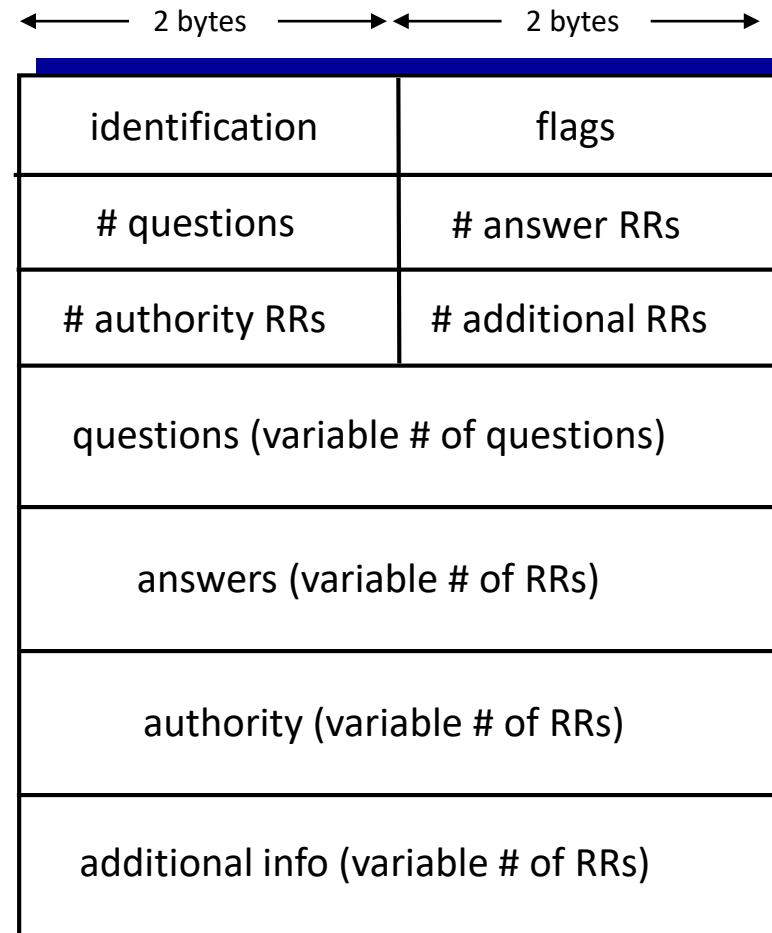 2 bytes 2 bytes
identification flags
# questions # answer RRs
# authority RRs # additional RRs
questions (variable # of questions)
answers (variable # of RRs)
authority (variable # of RRs)
additional info (variable # of RRs)